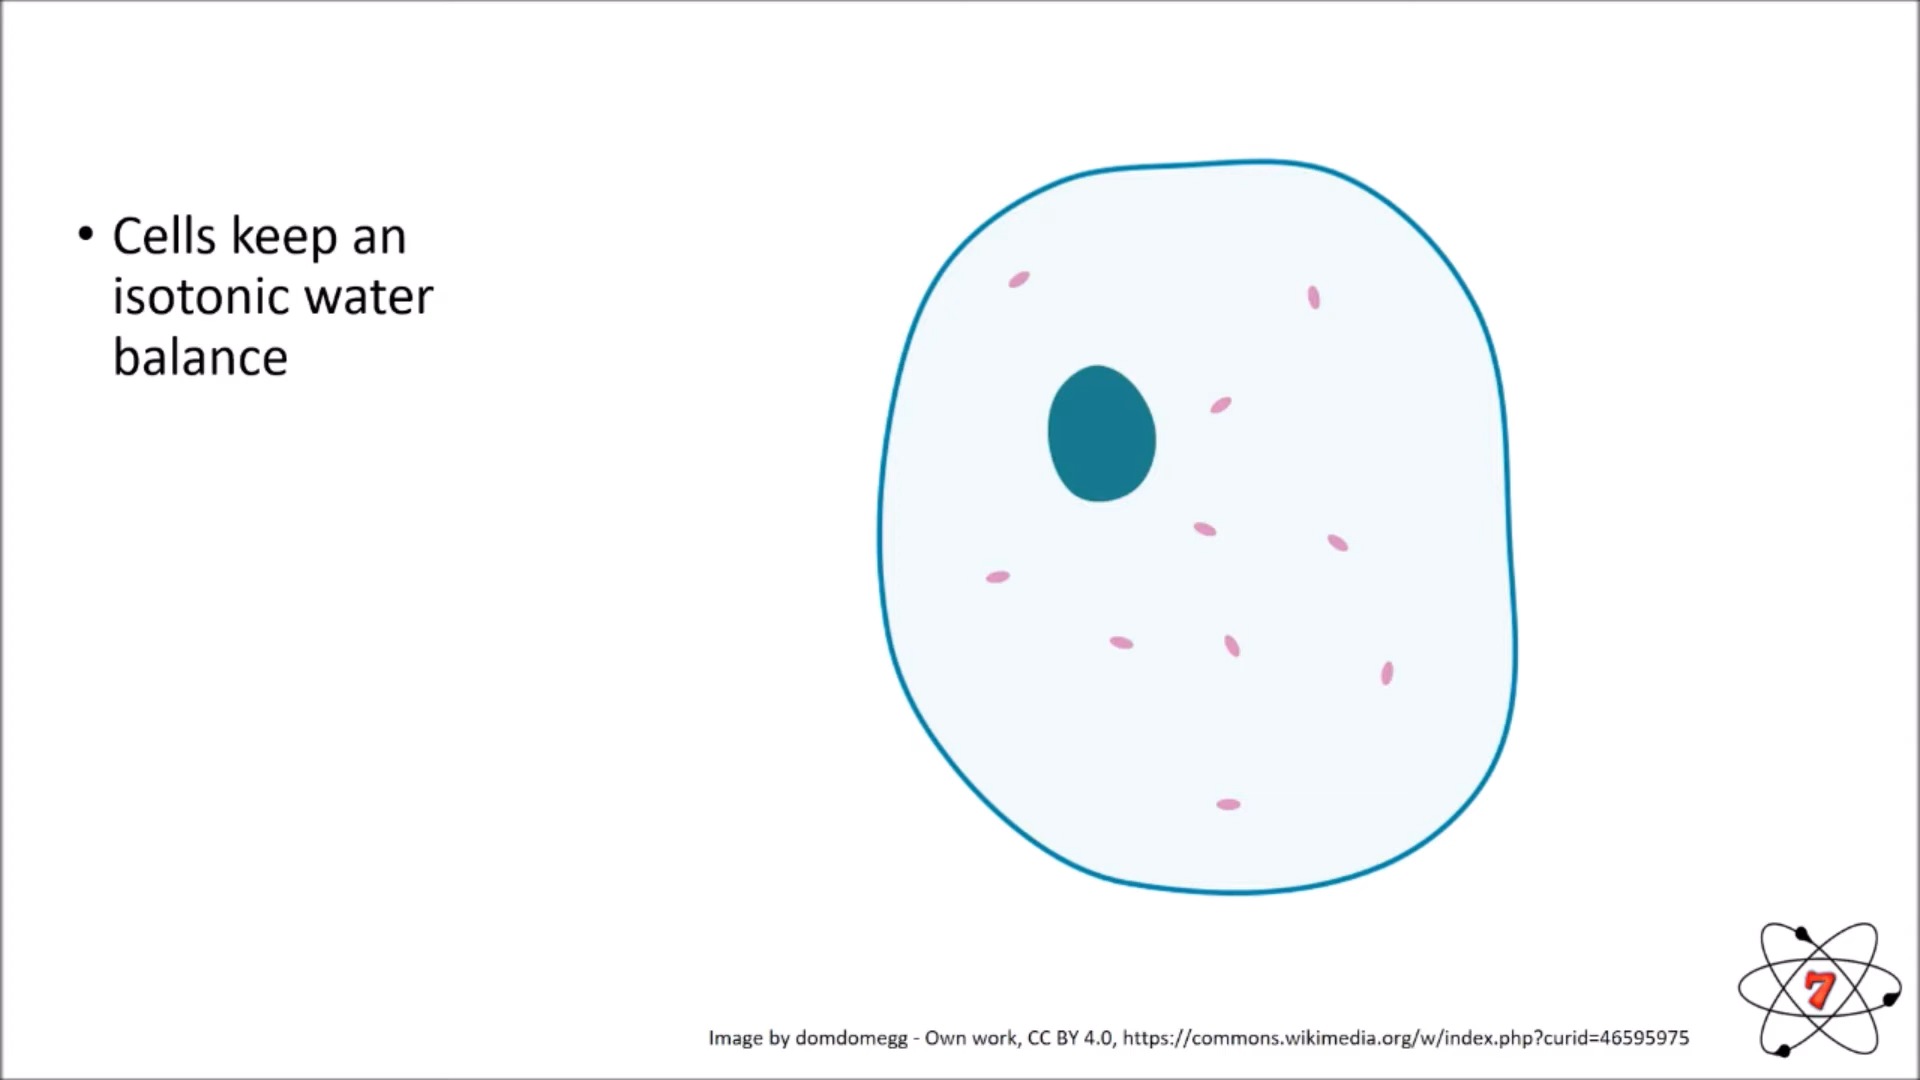 • Cells keep an
isotonic water
balance
7
Image by domdomegg - Own work, CC BY 4.0, https://commons.wikimedia.org/w/index.php?curid=46595975